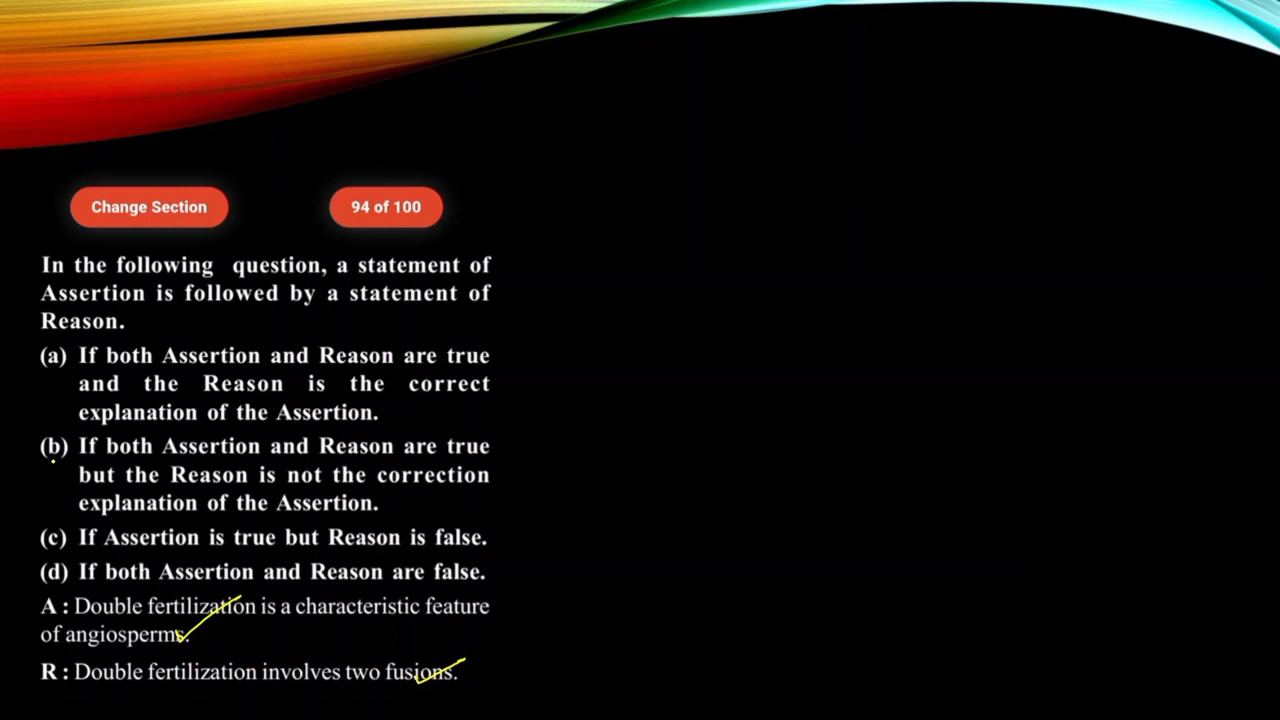 Change Section
94 of 100
In the following question, a statement of
Assertion is followed by a statement of
Reason.
(a) If both Assertion and Reason are true
and the Reason is the correct
explanation of the Assertion.
(b) If both Assertion and Reason are true
but the Reason is not the correction
explanation of the Assertion.
(c) If Assertion is true but Reason is false.
(d) If both Assertion and Reason are false.
A : Double fertilization is a characteristic feature
of angiosperms.
R : Double fertilization involves two fusions.